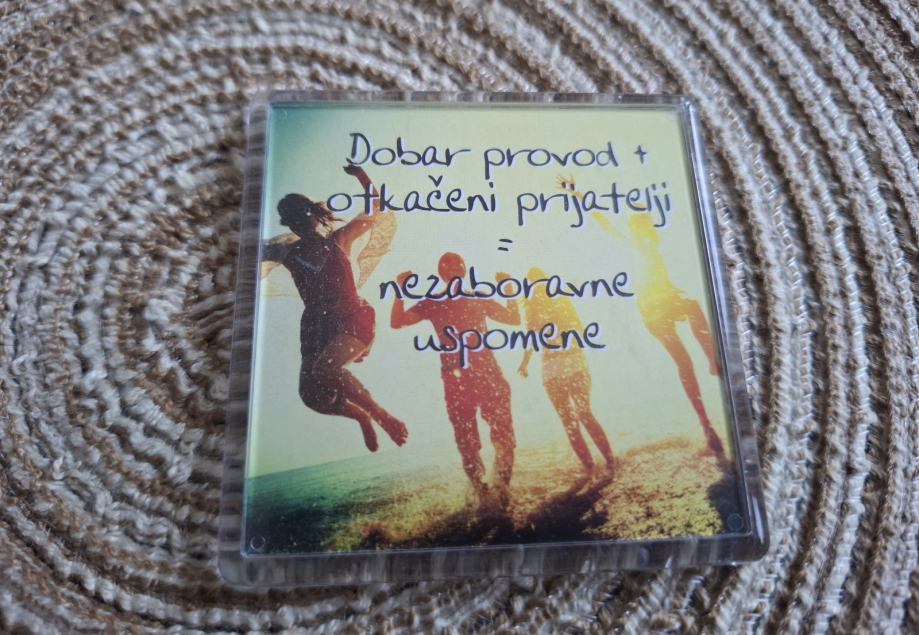 Dobar provod +
otkačeni prijatelji
=
nezaboravne
uspomene